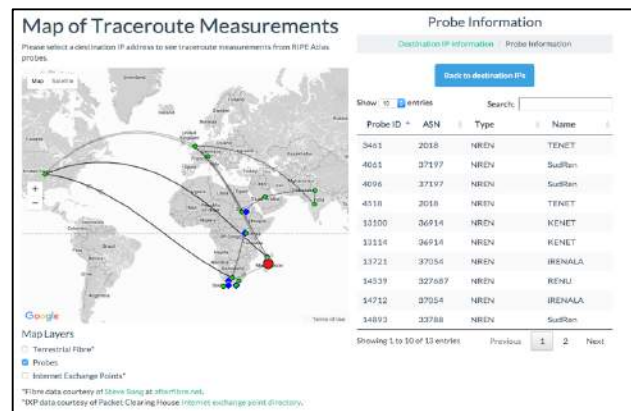 Map of Traceroute Measurements
Please select a destination IP address to see traceroute measurements from RIPE Atlas
probes.
Map Satellite
+
−
Google
Terms of Use
Map Layers
Terrestrial Fibre*
Probes
Internet Exchange Points*
*Fibre data courtesy of Steve Song at afterfibre.net.
*IXP data courtesy of Packet Clearing House internet exchange point directory.
Probe Information
Destination IP Information / Probe Information
Back to destination IPs
Show 10 entries Search:
Probe ID ASN Type Name
3461 2018 NREN TENET
4061 37197 NREN SudRen
4096 37197 NREN SudRen
4518 2018 NREN TENET
13100 36914 NREN KENET
13114 36914 NREN KENET
13721 37054 NREN iRENALA
14539 327687 NREN RENU
14712 37054 NREN iRENALA
14893 33788 NREN SudRen
Showing 1 to 10 of 13 entries Previous 1 2 Next